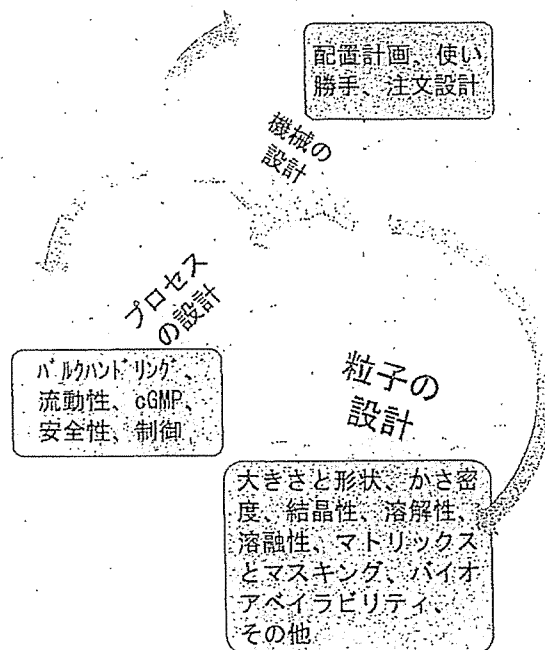 配置計画、使い
勝手、注文設計
機械の
設計
プロセス
の設計
ﾊﾞﾙｸﾊﾝﾄﾞﾘﾝｸﾞ、
流動性、cGMP、
安全性、制御
粒子の
設計
大きさと形状、かさ密
度、結晶性、溶解性、
溶融性、マトリックス
とマスキング、バイオ
アベイラビリティ、
その他